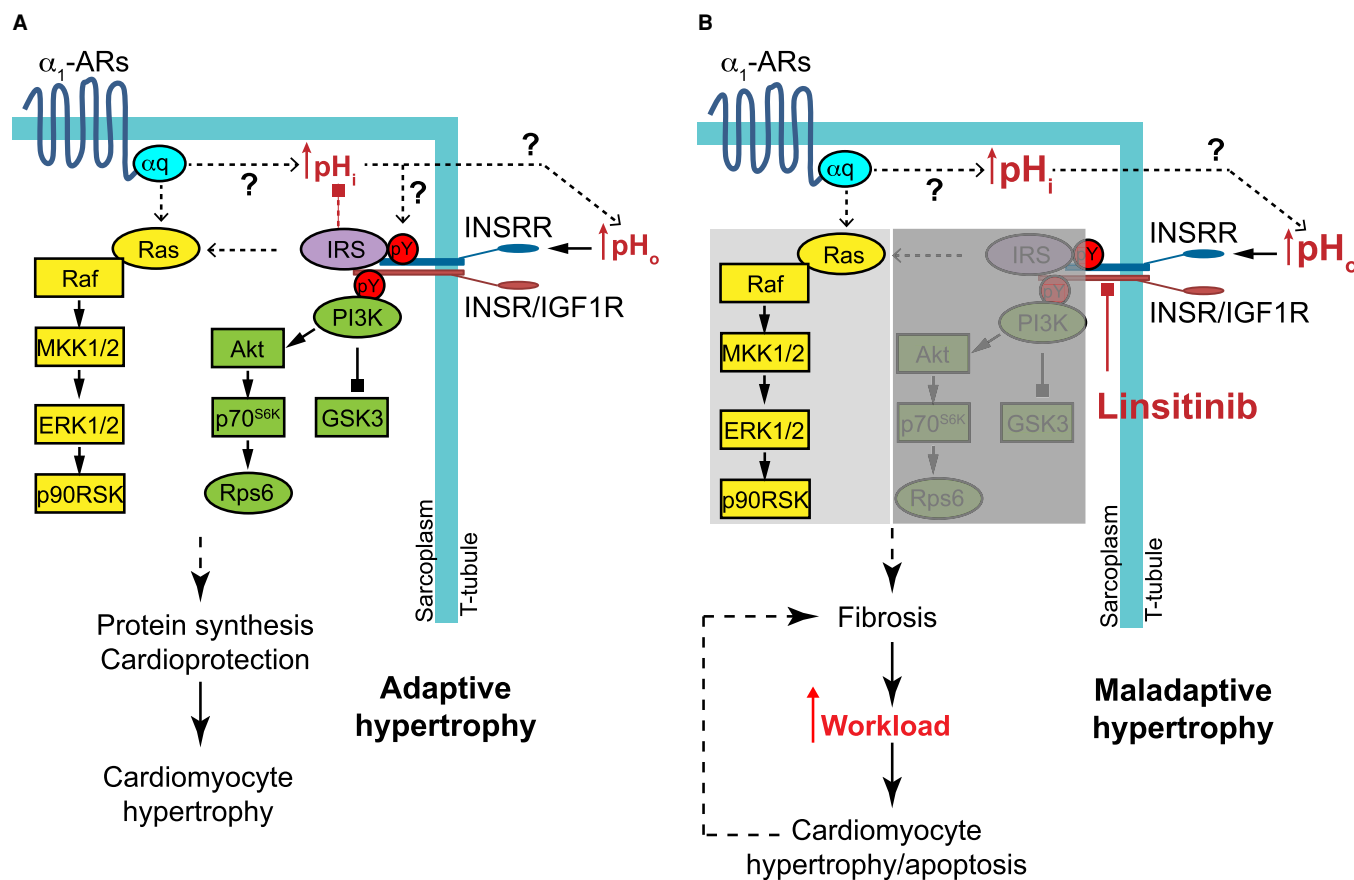 A
α1-ARs
αq
?
pHi
?
?
Ras
IRS
pY
INSRR
pHo
Raf
pY
INSR/IGF1R
PI3K
MKK1/2
Akt
ERK1/2
p70S6K
GSK3
p90RSK
Rps6
Sarcoplasm
T-tubule
Protein synthesis
Cardioprotection
Adaptive
hypertrophy
Cardiomyocyte
hypertrophy
B
α1-ARs
αq
?
pHi
?
Ras
IRS
pY
INSRR
pHo
Raf
pY
INSR/IGF1R
PI3K
MKK1/2
Akt
Linsitinib
ERK1/2
p70S6K
GSK3
p90RSK
Rps6
Sarcoplasm
T-tubule
Fibrosis
Workload
Maladaptive
hypertrophy
Cardiomyocyte
hypertrophy/apoptosis